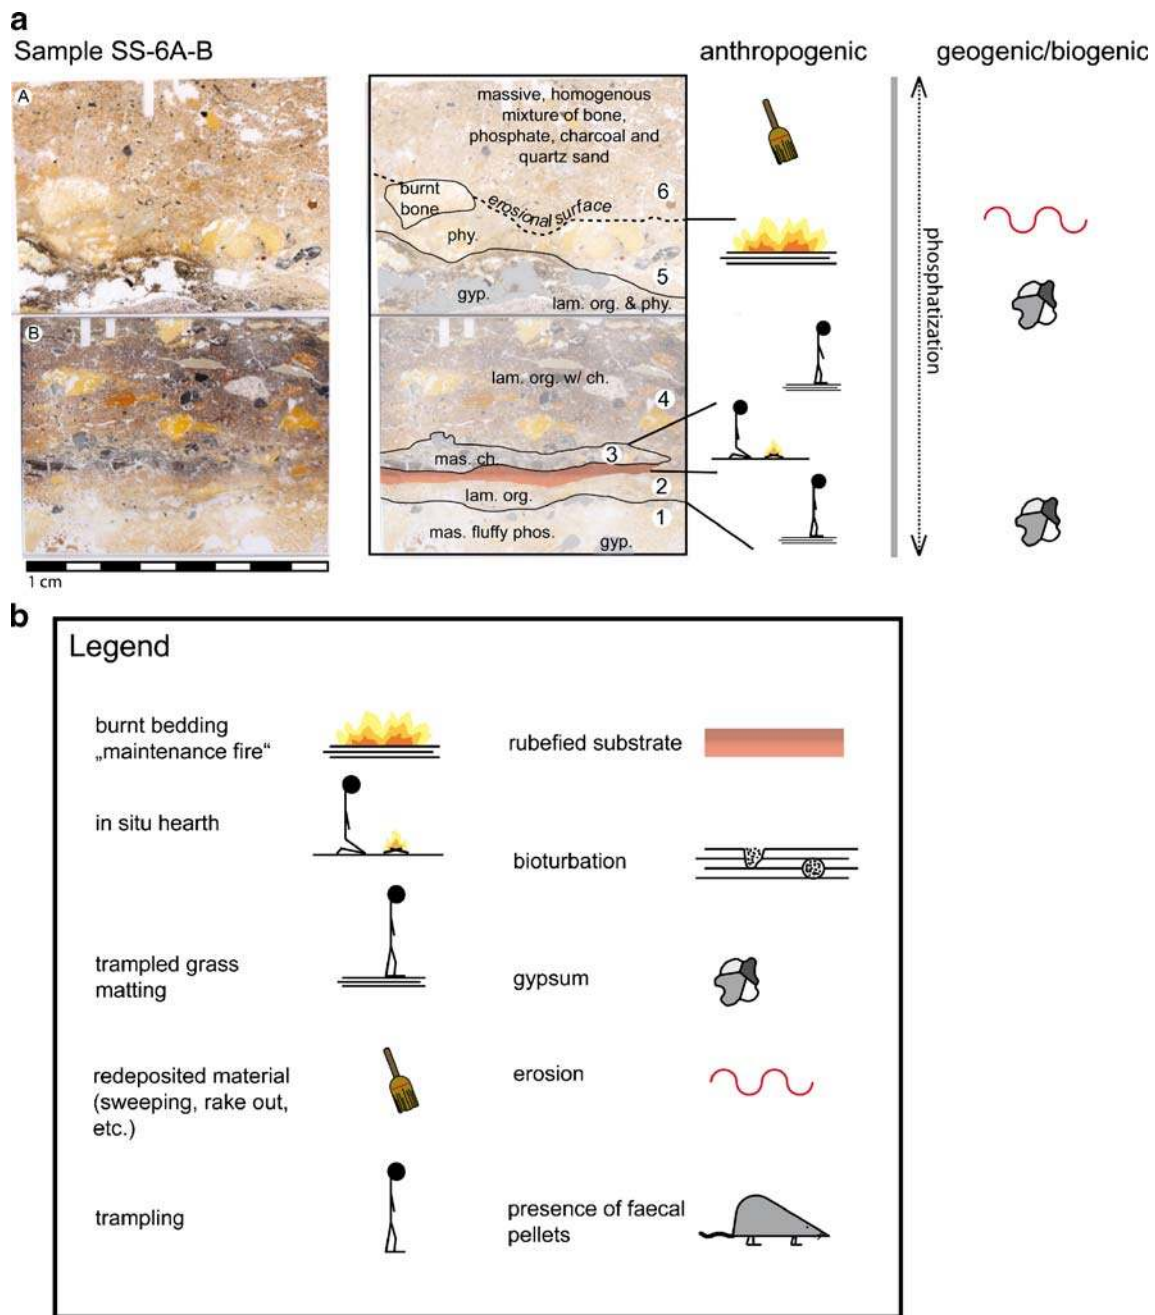 a
Sample SS-6A-B
anthropogenic
geogenic/biogenic
A
massive, homogenous
mixture of bone,
phosphate, charcoal and
quartz sand
burnt
bone
erosional surface
6
phy.
5
gyp.
lam. org. & phy.
B
lam. org. w/ ch.
4
3
mas. ch.
2
lam. org.
1
mas. fluffy phos.
gyp.
phosphatization
1 cm
b
Legend
burnt bedding
„maintenance fire“
rubefied substrate
in situ hearth
bioturbation
trampled grass
matting
gypsum
redeposited material
(sweeping, rake out,
etc.)
erosion
trampling
presence of faecal
pellets